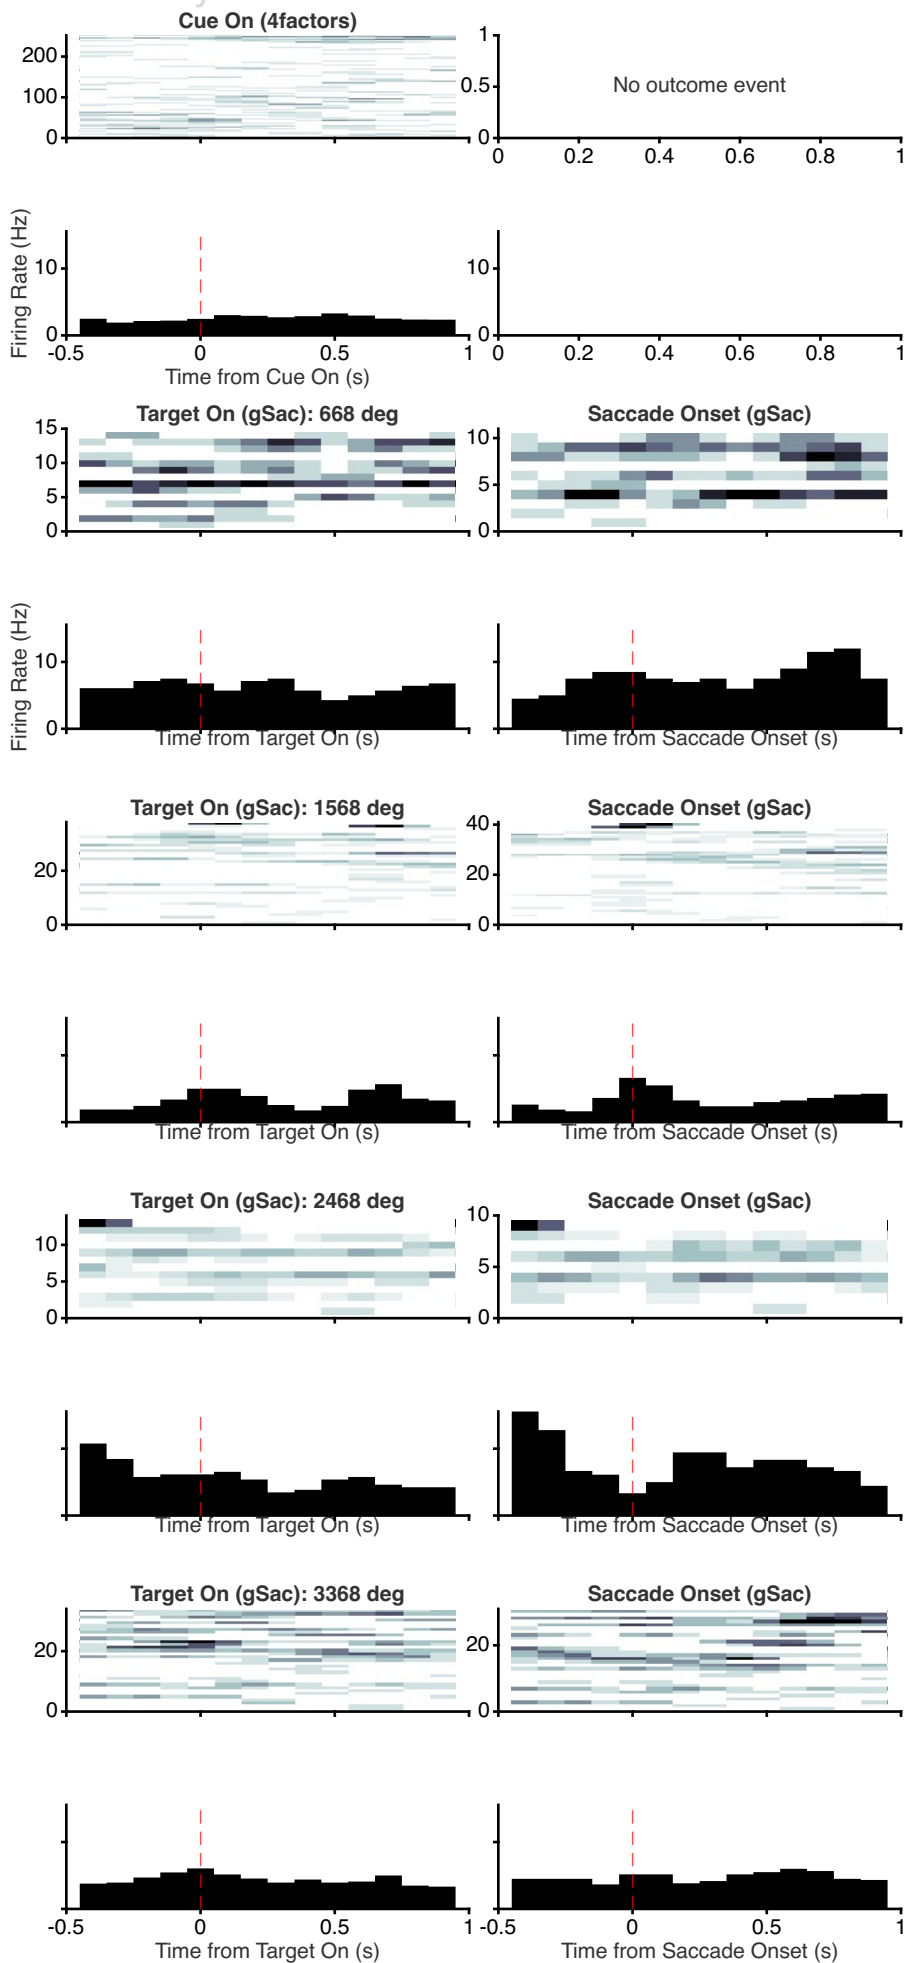 Cue On (4factors)
200
100
0
1
0.5
0
No outcome event
0 0.2 0.4 0.6 0.8 1
Firing Rate (Hz)
10
0
-0.5 0 0.5 1
Time from Cue On (s)
10
0
0 0.2 0.4 0.6 0.8 1
Target On (gSac): 668 deg
15
10
5
0
Saccade Onset (gSac)
10
5
0
Firing Rate (Hz)
10
0
Time from Target On (s)
Time from Saccade Onset (s)
Target On (gSac): 1568 deg
20
0
Saccade Onset (gSac)
40
20
0
Time from Target On (s)
Time from Saccade Onset (s)
Target On (gSac): 2468 deg
10
5
0
Saccade Onset (gSac)
10
5
0
Time from Target On (s)
Time from Saccade Onset (s)
Target On (gSac): 3368 deg
20
0
Saccade Onset (gSac)
20
0
-0.5 0 0.5 1
Time from Target On (s)
-0.5 0 0.5 1
Time from Saccade Onset (s)